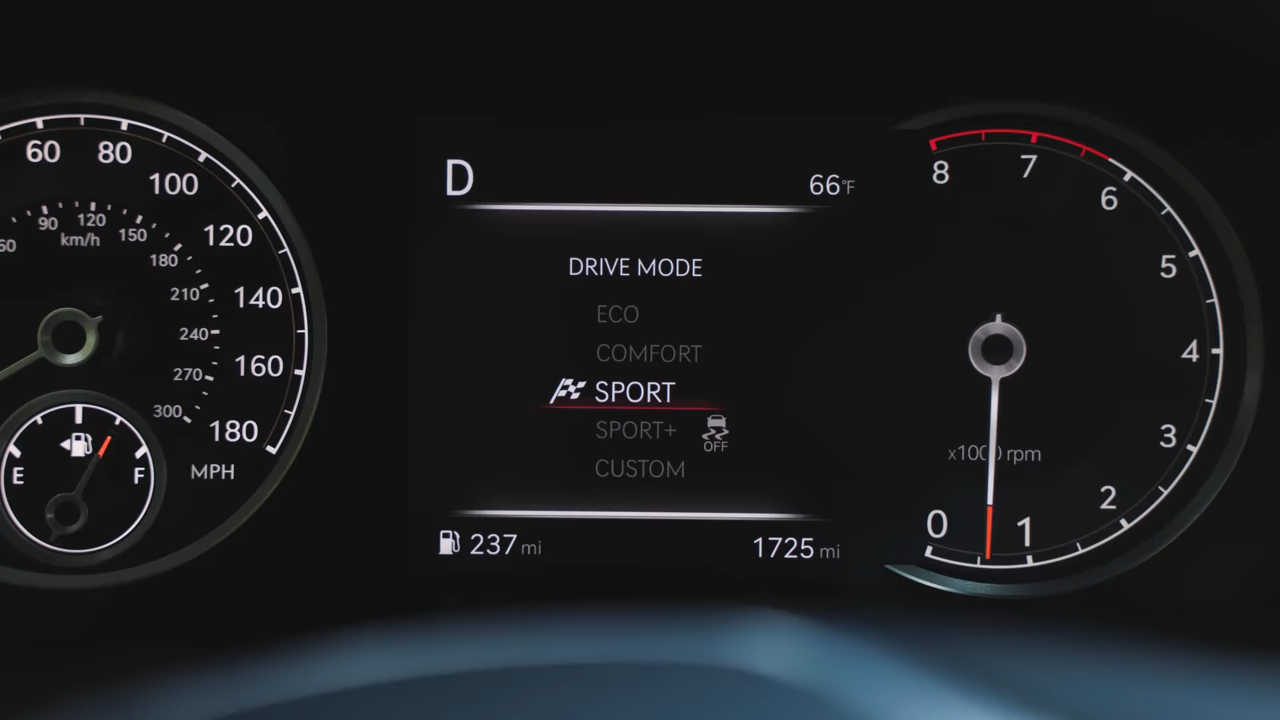 60 80
100
120
140
160
180
MPH
60 90 120 150
km/h
180
210
240
270
300
E F
D
66°F
DRIVE MODE
ECO
COMFORT
SPORT
SPORT+ OFF
CUSTOM
237 mi
1725 mi
8 7
6
5
4
3
2
1
0
x1000 rpm